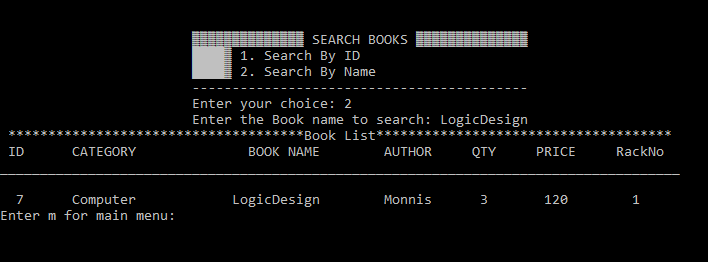 SEARCH BOOKS
1. Search By ID
2. Search By Name
------------------------------------------
Enter your choice: 2
Enter the Book name to search: LogicDesign
*************************************Book List*************************************
ID CATEGORY BOOK NAME AUTHOR QTY PRICE RackNo
7 Computer LogicDesign Monnis 3 120 1
Enter m for main menu: